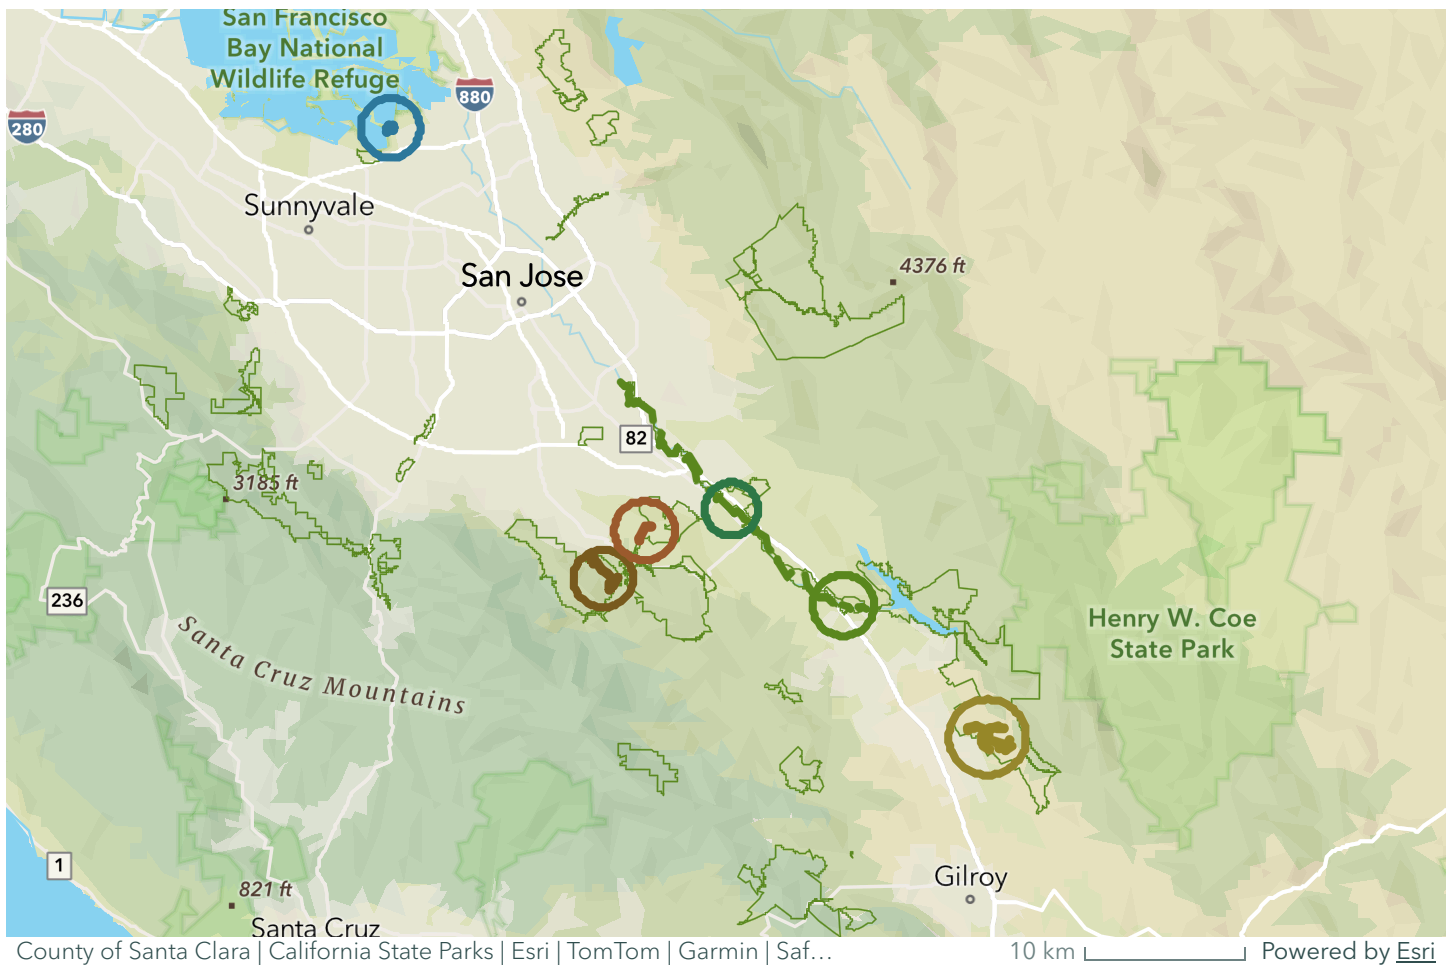 San Francisco
Bay National
Wildlife Refuge
880
280
Sunnyvale
San Jose
4376 ft
82
3185 ft
236
Santa Cruz Mountains
Henry W. Coe
State Park
1
821 ft
Gilroy
Santa Cruz
County of Santa Clara | California State Parks | Esri | TomTom | Garmin | Saf...
10 km
Powered by Esri